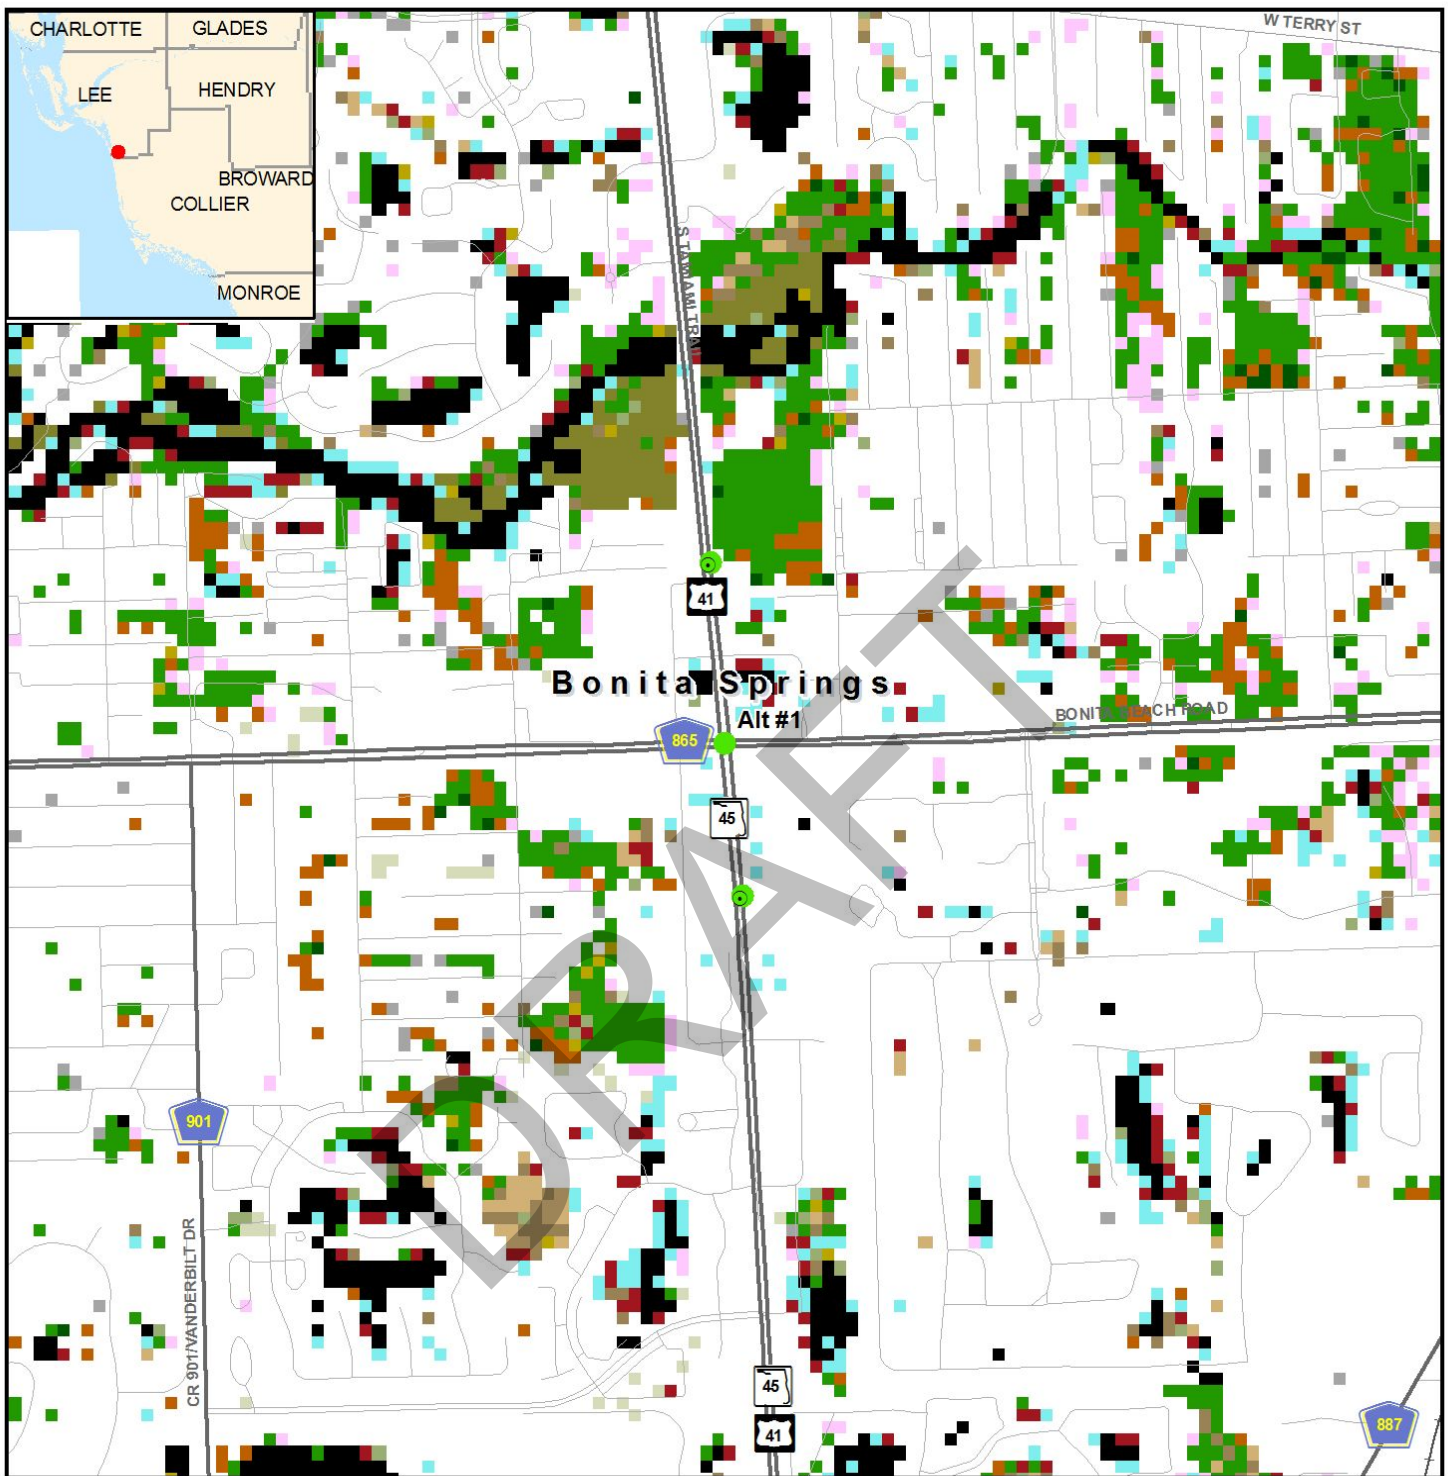 W TERRY ST
CHARLOTTE
GLADES
LEE
HENDRY
BROWARD
COLLIER
MONROE
S TAMIAMI TRAIL
41
Bonita Springs
Alt #1
BONITA BEACH ROAD
865
45
DRAFT
901
CR 901/VANDERBILT DR
45
887
41